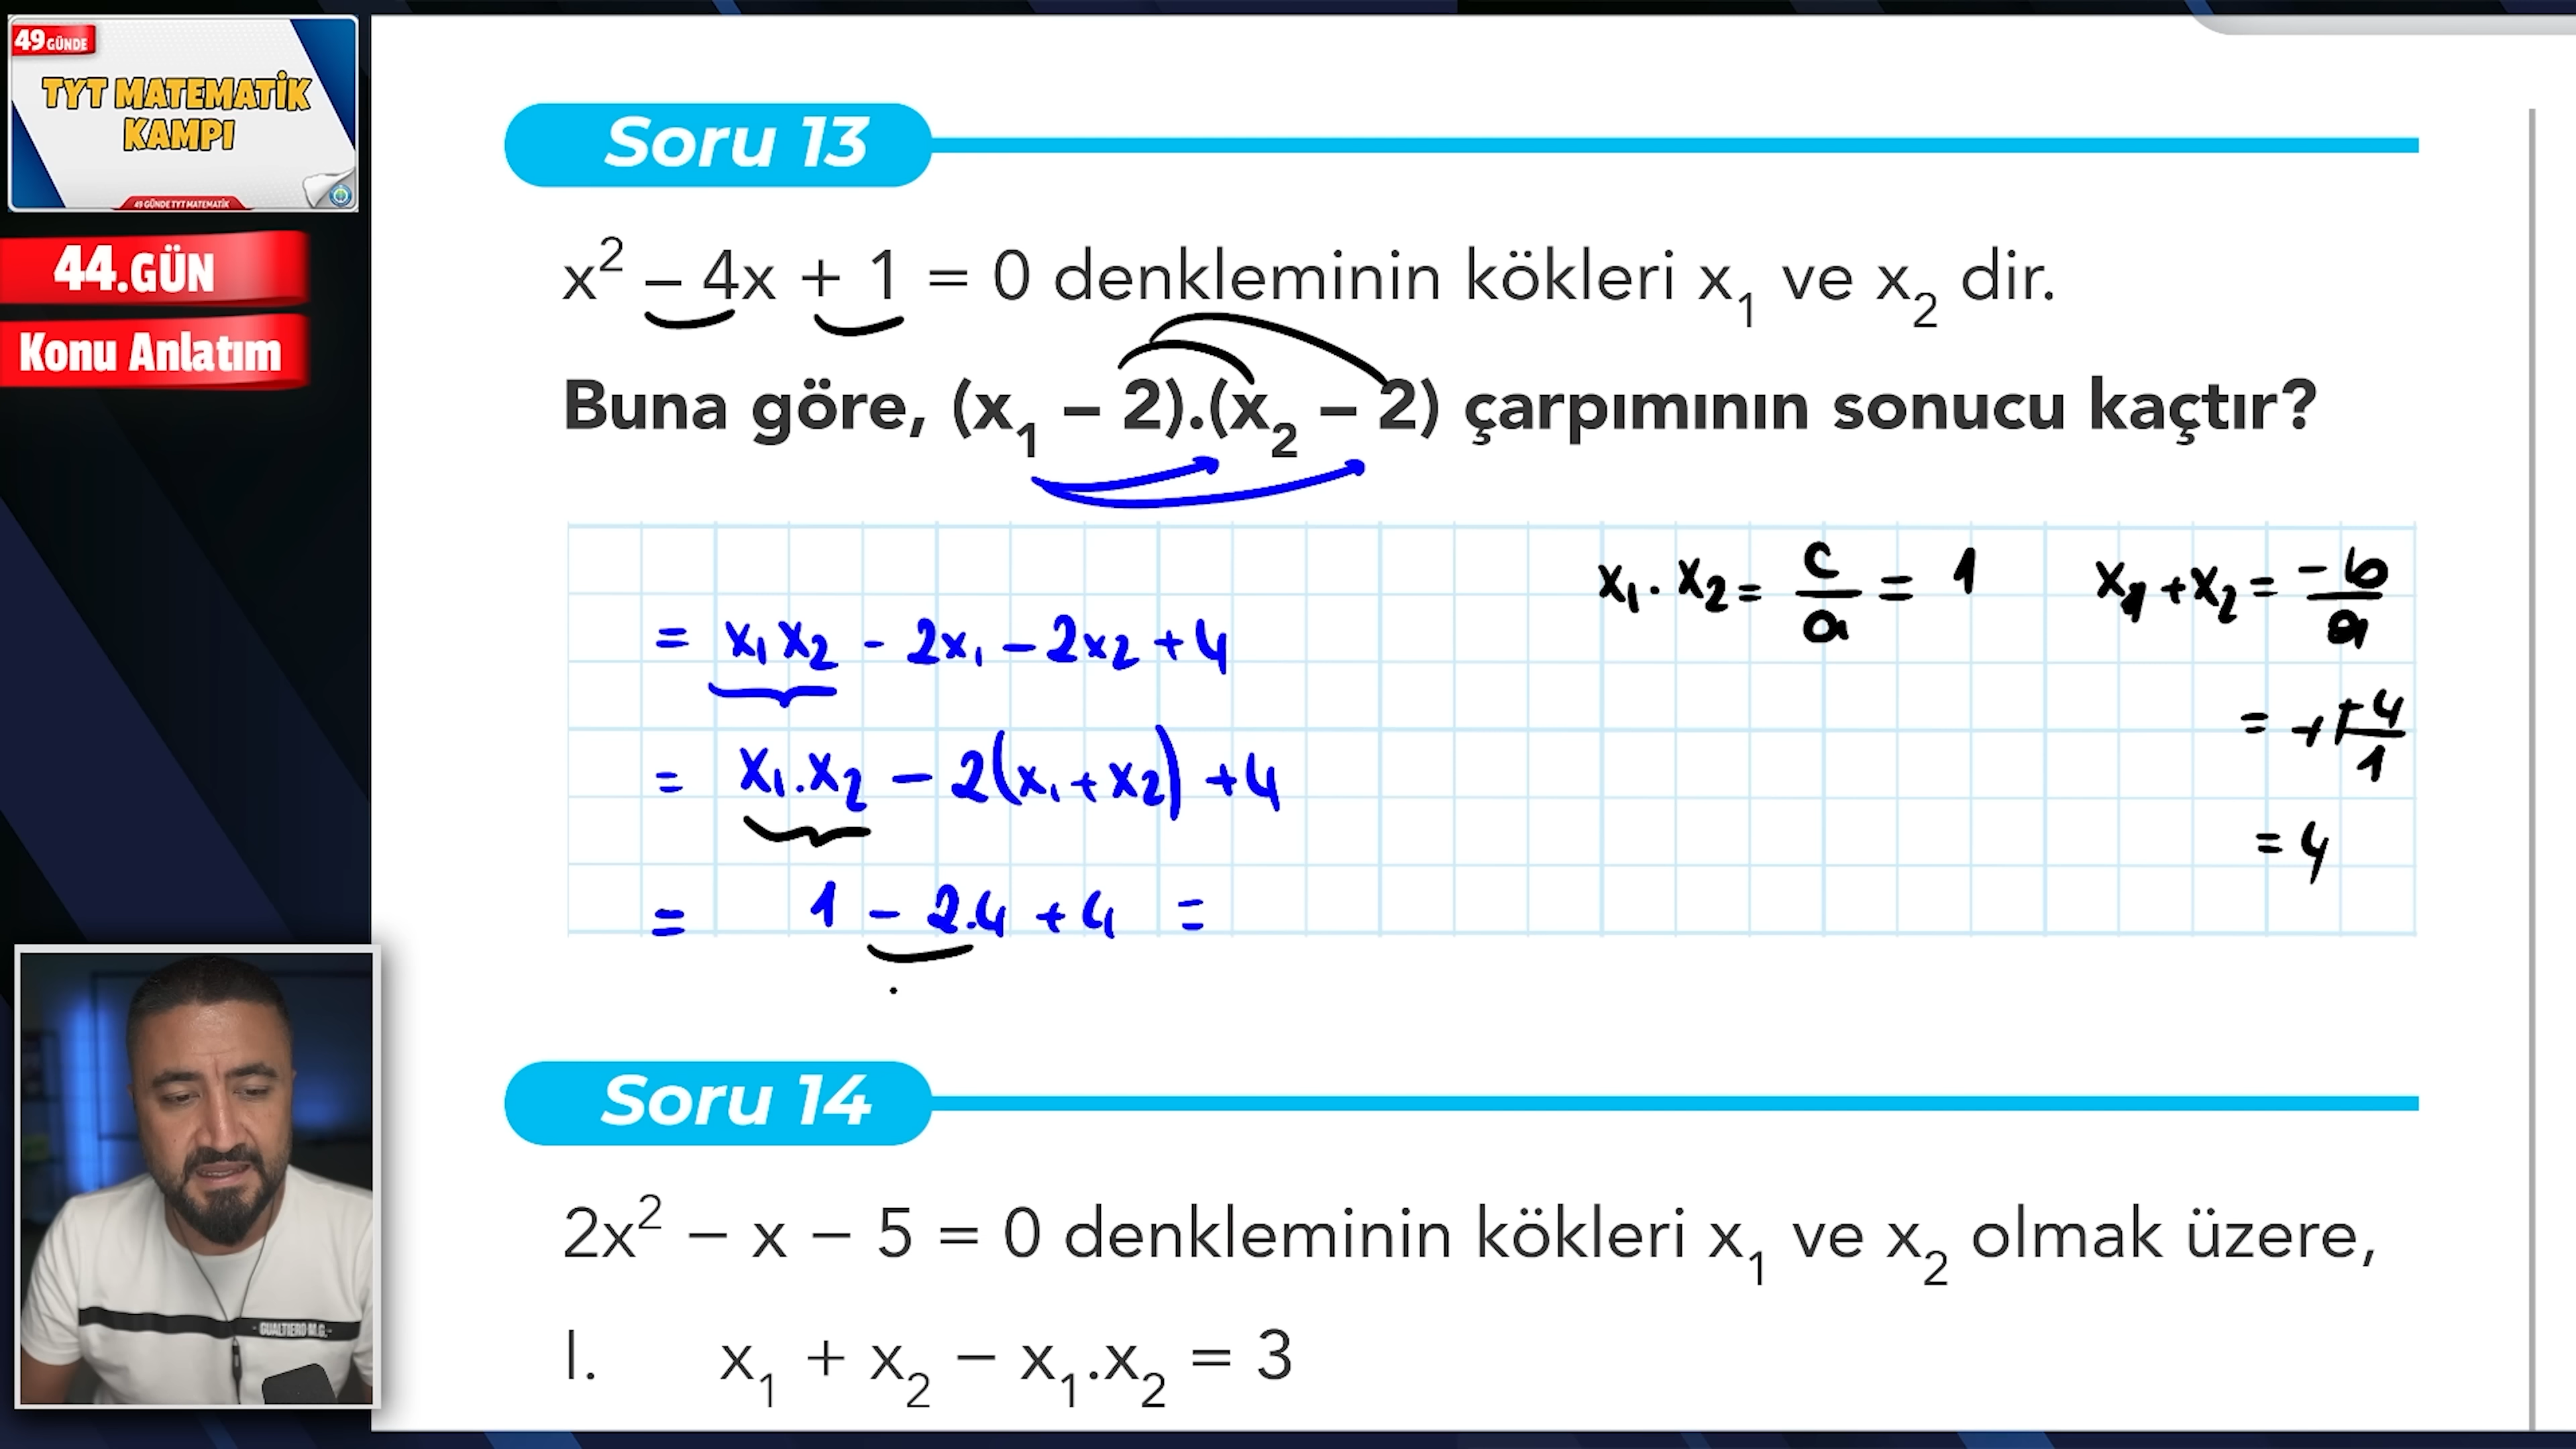 49 GÜNDE
TYT MATEMATİK
KAMPI
49 GÜNDE TYT MATEMATİK
44.GÜN
Konu Anlatım
Soru 13
x² – 4x + 1 = 0 denkleminin kökleri x₁ ve x₂ dir.
Buna göre, (x₁ – 2).(x₂ – 2) çarpımının sonucu kaçtır?
= x₁x₂ - 2x₁ - 2x₂ + 4
= x₁.x₂ - 2(x₁+x₂) + 4
= 1 - 2.4 + 4 =
x₁.x₂ = c/a = 1
x₁+x₂ = -b/a
= + +4/1
= 4
Soru 14
2x² – x – 5 = 0 denkleminin kökleri x₁ ve x₂ olmak üzere,
I. x₁ + x₂ – x₁.x₂ = 3
GUALTIERO M.G.-